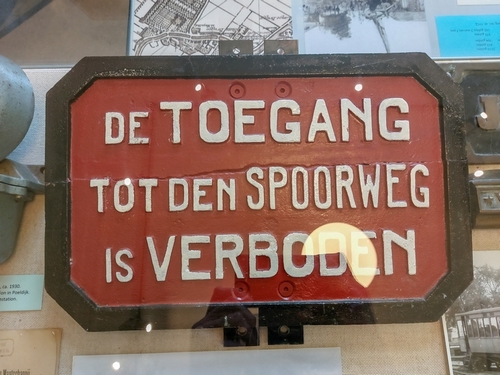 DE TOEGANG
TOT DEN SPOORWEG
IS VERBODEN